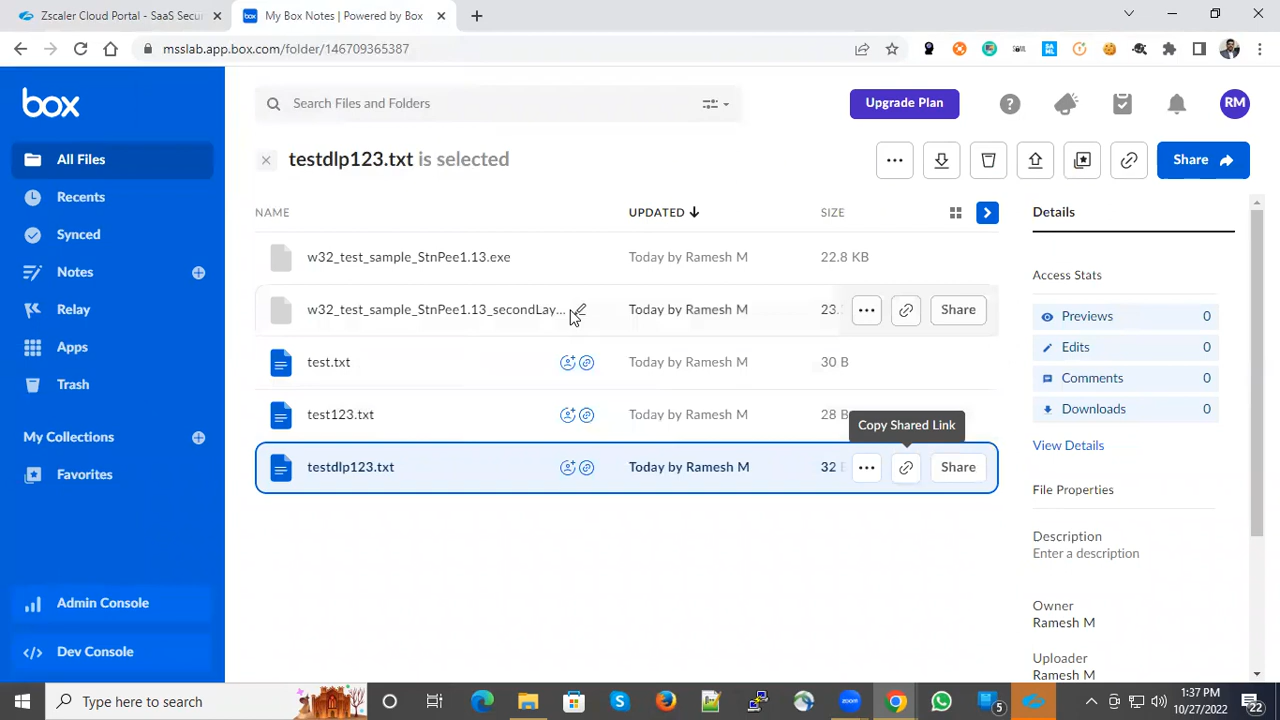 Zscaler Cloud Portal - SaaS Secu
My Box Notes | Powered by Box
msslab.app.box.com/folder/146709365387
box
Search Files and Folders
Upgrade Plan
RM
All Files
Recents
Synced
Notes
Relay
Apps
Trash
My Collections
Favorites
Admin Console
Dev Console
testdlp123.txt is selected
Share
NAME
UPDATED
SIZE
w32_test_sample_StnPee1.13.exe
Today by Ramesh M
22.8 KB
w32_test_sample_StnPee1.13_secondLay...
Today by Ramesh M
23.
Share
test.txt
Today by Ramesh M
30 B
test123.txt
Today by Ramesh M
28 B
Copy Shared Link
testdlp123.txt
Today by Ramesh M
32
Share
Details
Access Stats
Previews 0
Edits 0
Comments 0
Downloads 0
View Details
File Properties
Description
Enter a description
Owner
Ramesh M
Uploader
Ramesh M
Type here to search
zoom
5
1:37 PM
10/27/2022
22